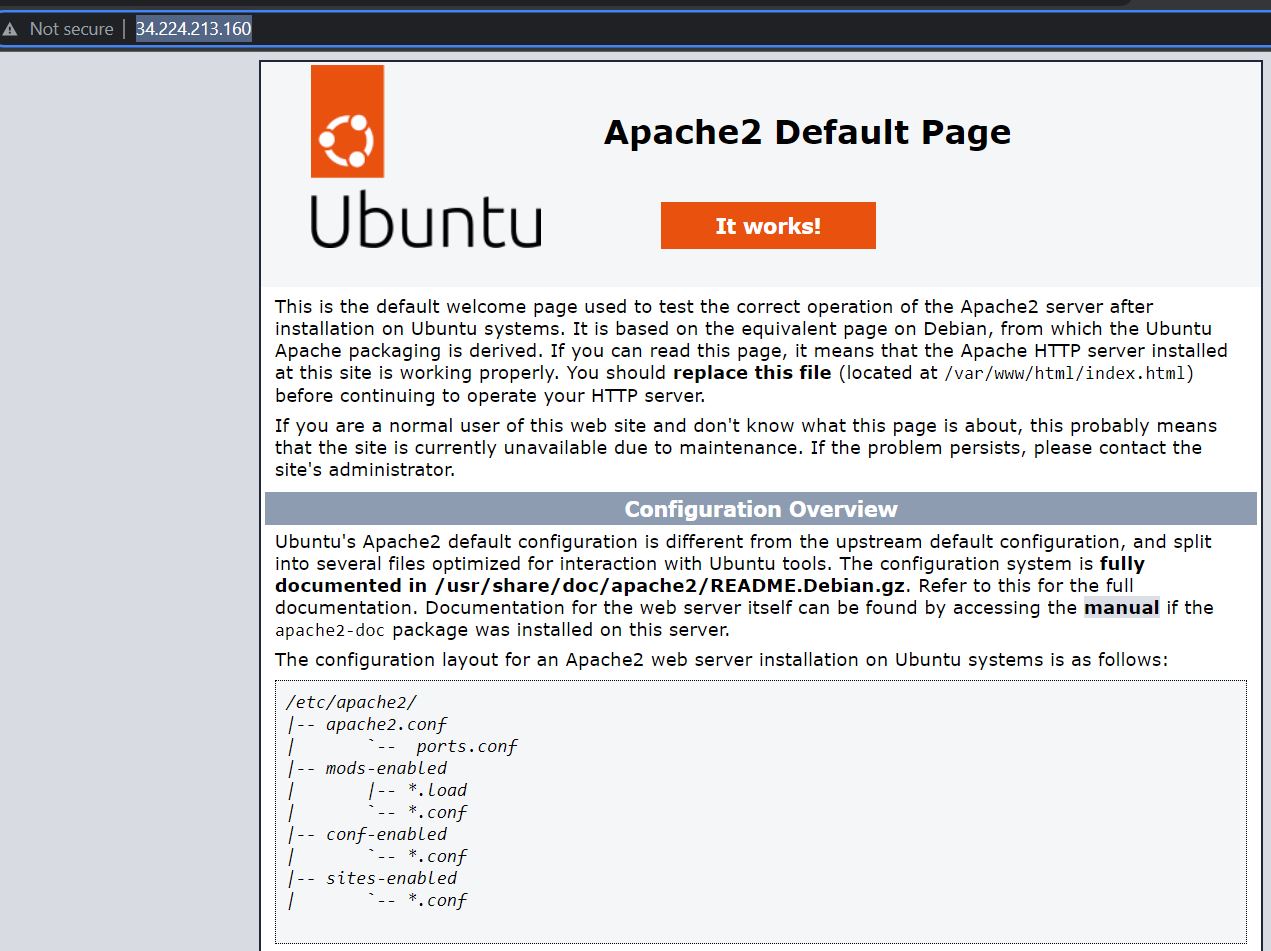 Not secure | 34.224.213.160
Apache2 Default Page
Ubuntu
It works!
This is the default welcome page used to test the correct operation of the Apache2 server after
installation on Ubuntu systems. It is based on the equivalent page on Debian, from which the Ubuntu
Apache packaging is derived. If you can read this page, it means that the Apache HTTP server installed
at this site is working properly. You should replace this file (located at /var/www/html/index.html)
before continuing to operate your HTTP server.
If you are a normal user of this web site and don't know what this page is about, this probably means
that the site is currently unavailable due to maintenance. If the problem persists, please contact the
site's administrator.
Configuration Overview
Ubuntu's Apache2 default configuration is different from the upstream default configuration, and split
into several files optimized for interaction with Ubuntu tools. The configuration system is fully
documented in /usr/share/doc/apache2/README.Debian.gz. Refer to this for the full
documentation. Documentation for the web server itself can be found by accessing the manual if the
apache2-doc package was installed on this server.
The configuration layout for an Apache2 web server installation on Ubuntu systems is as follows:
/etc/apache2/
|-- apache2.conf
|       `--  ports.conf
|-- mods-enabled
|       |-- *.load
|       `-- *.conf
|-- conf-enabled
|       `-- *.conf
|-- sites-enabled
|       `-- *.conf